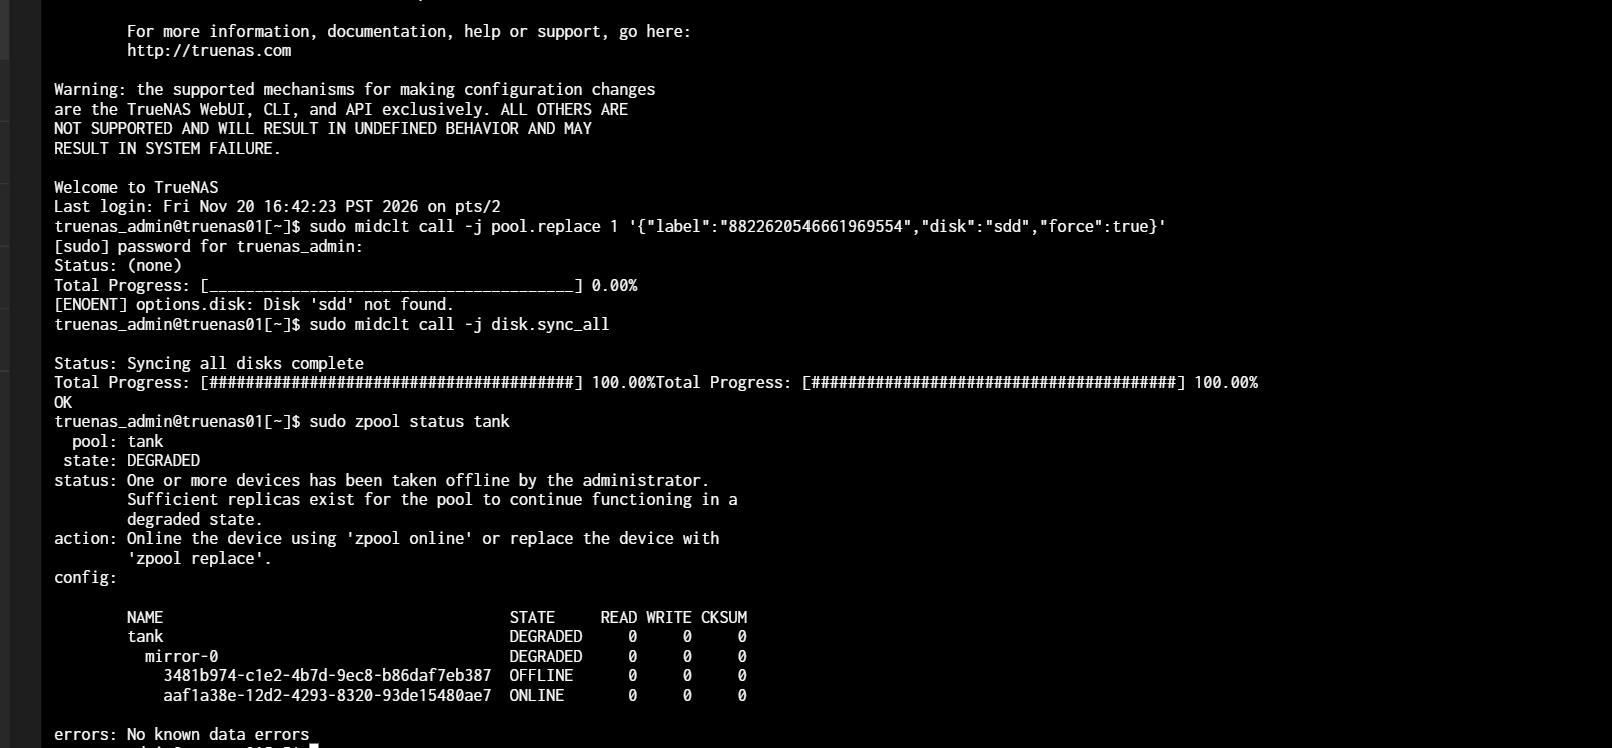 For more information, documentation, help or support, go here:
http://truenas.com
Warning: the supported mechanisms for making configuration changes
are the TrueNAS WebUI, CLI, and API exclusively. ALL OTHERS ARE
NOT SUPPORTED AND WILL RESULT IN UNDEFINED BEHAVIOR AND MAY
RESULT IN SYSTEM FAILURE.
Welcome to TrueNAS
Last login: Fri Nov 20 16:42:23 PST 2026 on pts/2
truenas_admin@truenas01[~]$ sudo midclt call -j pool.replace 1 '{"label":"8822620546661969554","disk":"sdd","force":true}'
[sudo] password for truenas_admin:
Status: (none)
Total Progress: [________________________________________] 0.00%
[ENOENT] options.disk: Disk 'sdd' not found.
truenas_admin@truenas01[~]$ sudo midclt call -j disk.sync_all
Status: Syncing all disks complete
Total Progress: [########################################] 100.00%Total Progress: [########################################] 100.00%
OK
truenas_admin@truenas01[~]$ sudo zpool status tank
pool: tank
state: DEGRADED
status: One or more devices has been taken offline by the administrator.
Sufficient replicas exist for the pool to continue functioning in a
degraded state.
action: Online the device using 'zpool online' or replace the device with
'zpool replace'.
config:
NAME STATE READ WRITE CKSUM
tank DEGRADED 0 0 0
mirror-0 DEGRADED 0 0 0
3481b974-c1e2-4b7d-9ec8-b86daf7eb387 OFFLINE 0 0 0
aaf1a38e-12d2-4293-8320-93de15480ae7 ONLINE 0 0 0
errors: No known data errors